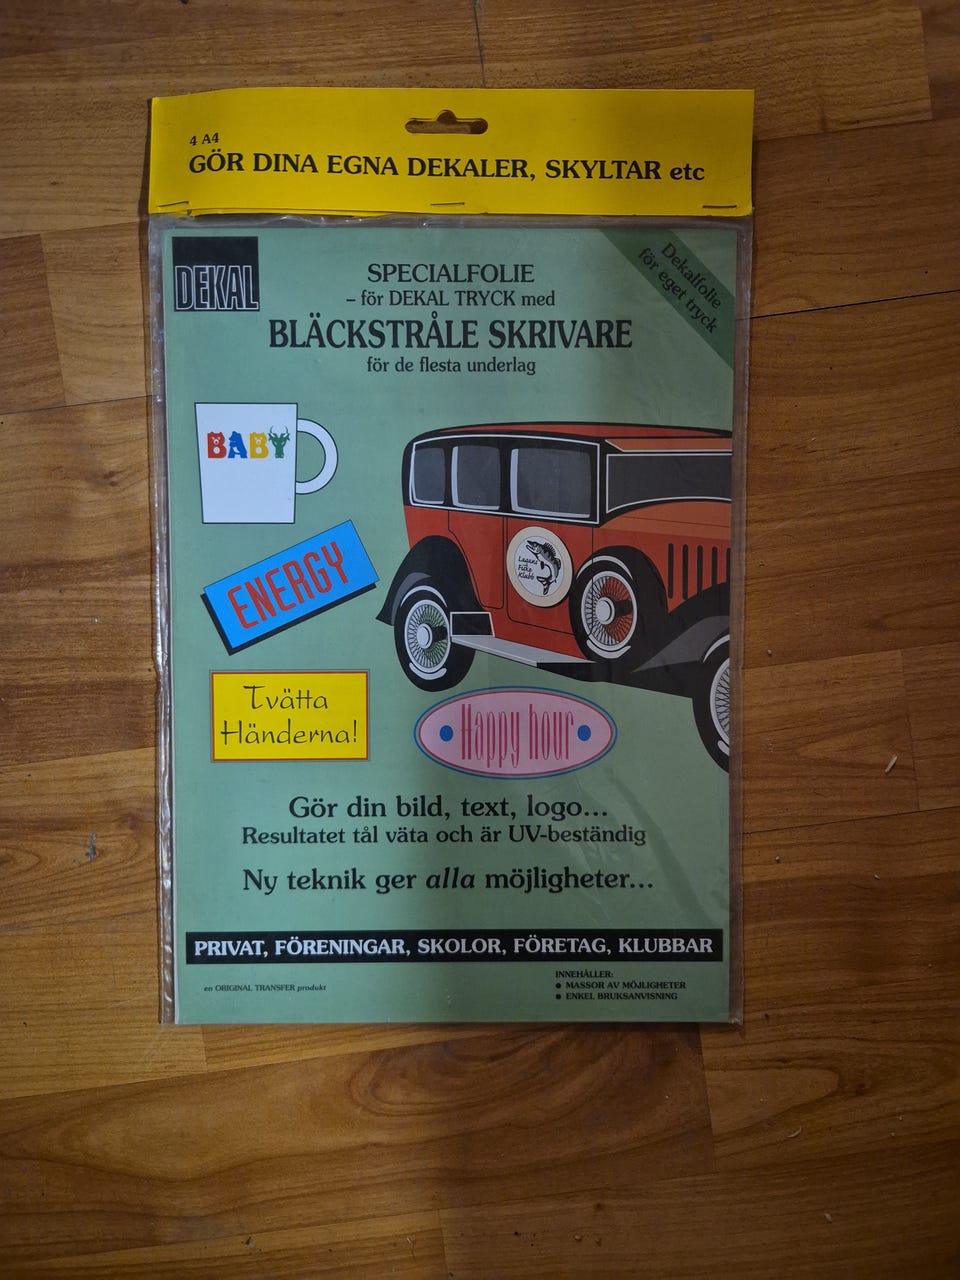 4 A4
GÖR DINA EGNA DEKALER, SKYLTAR etc
DEKAL
SPECIALFOLIE
– för DEKAL TRYCK med
BLÄCKSTRÅLE SKRIVARE
för de flesta underlag
Dekalfolie
för eget tryck
BABY
ENERGY
Lagans
Fiske
Klubb
Tvätta
Händerna!
Happy hour
Gör din bild, text, logo...
Resultatet tål väta och är UV-beständig
Ny teknik ger alla möjligheter...
PRIVAT, FÖRENINGAR, SKOLOR, FÖRETAG, KLUBBAR
en ORIGINAL TRANSFER produkt
INNEHÅLLER:
● MASSOR AV MÖJLIGHETER
● ENKEL BRUKSANVISNING